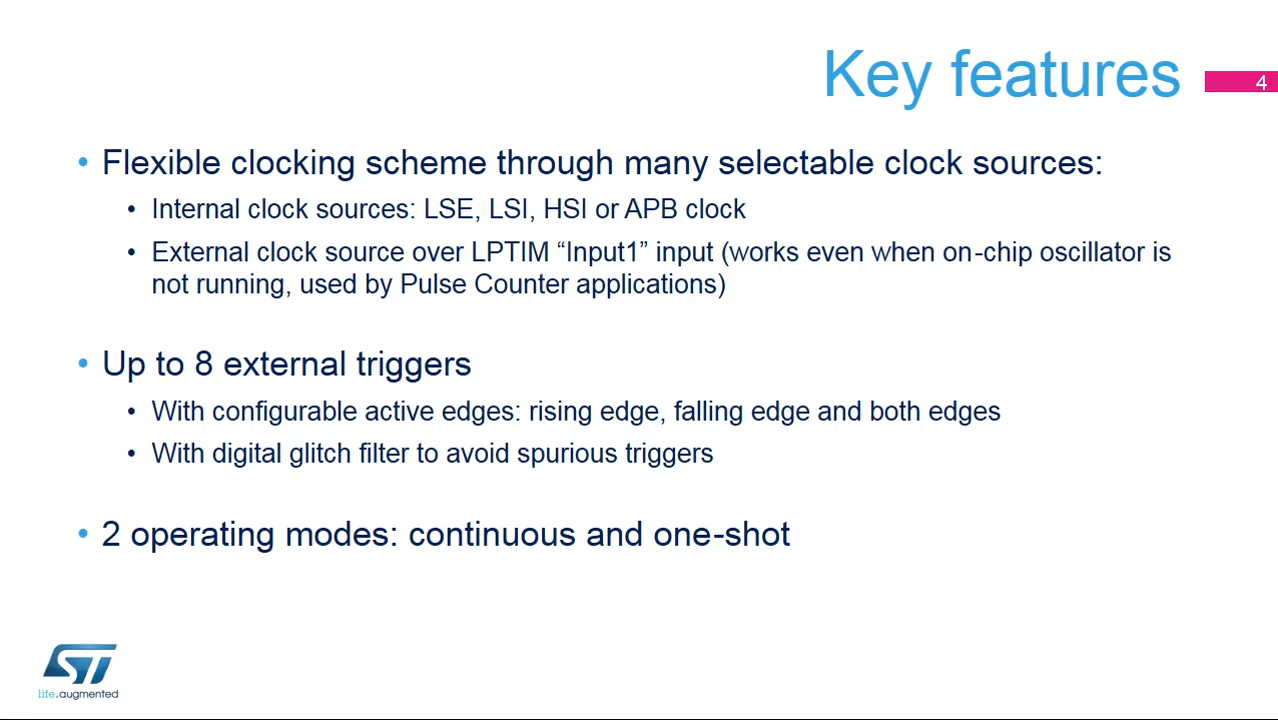 Key features
4
• Flexible clocking scheme through many selectable clock sources:
• Internal clock sources: LSE, LSI, HSI or APB clock
• External clock source over LPTIM “Input1” input (works even when on-chip oscillator is
not running, used by Pulse Counter applications)
• Up to 8 external triggers
• With configurable active edges: rising edge, falling edge and both edges
• With digital glitch filter to avoid spurious triggers
• 2 operating modes: continuous and one-shot
ST
life.augmented